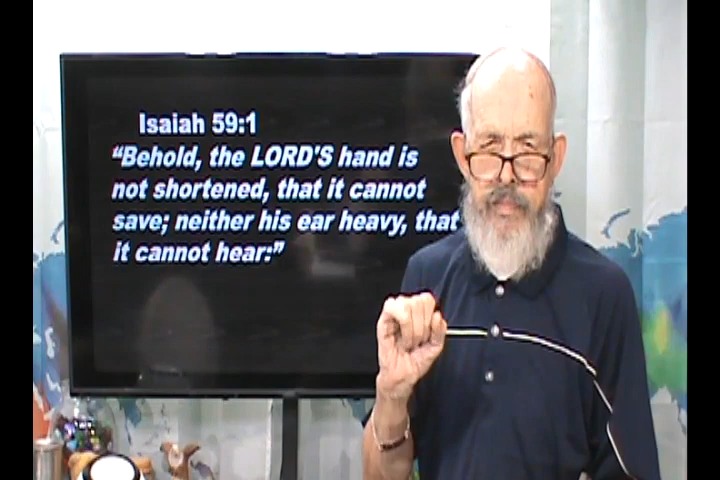 Isaiah 59:1
“Behold, the LORD'S hand is
not shortened, that it cannot
save; neither his ear heavy, that
it cannot hear:”